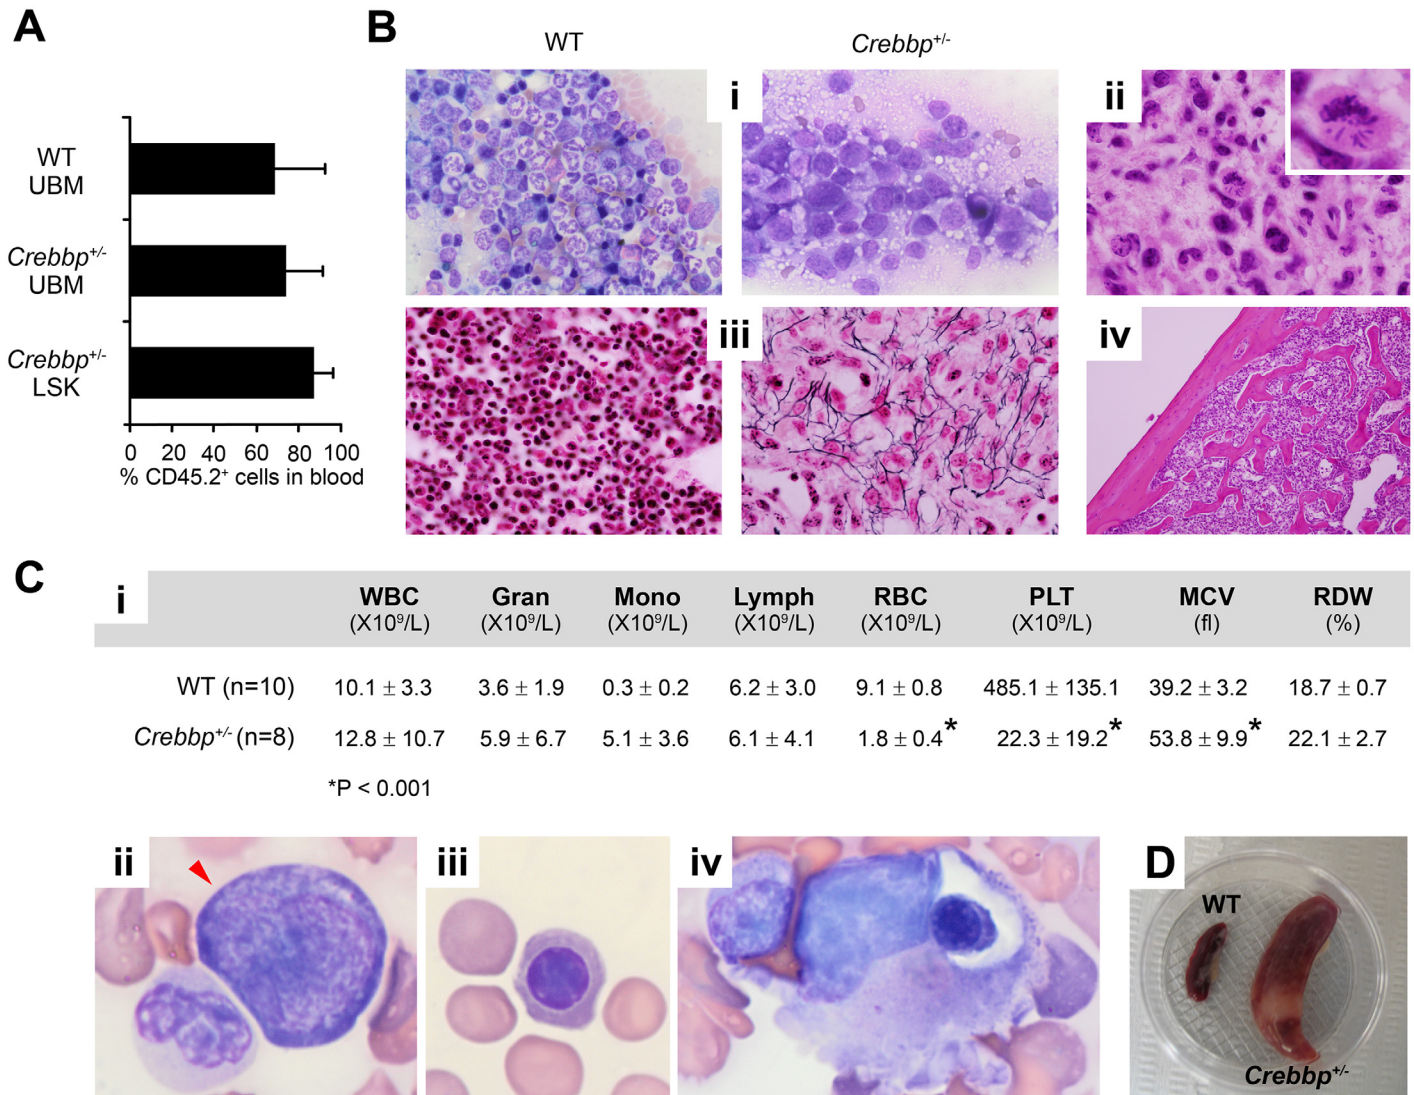 A
WT
UBM
Crebbp+/-
UBM
Crebbp+/-
LSK
0 20 40 60 80 100
% CD45.2+ cells in blood
B
WT
Crebbp+/-
i
ii
iii
iv
C
i
WBC Gran Mono Lymph RBC PLT MCV RDW
(X10⁹/L) (X10⁹/L) (X10⁹/L) (X10⁹/L) (X10⁹/L) (X10⁹/L) (fl) (%)
WT (n=10) 10.1 ± 3.3 3.6 ± 1.9 0.3 ± 0.2 6.2 ± 3.0 9.1 ± 0.8 485.1 ± 135.1 39.2 ± 3.2 18.7 ± 0.7
Crebbp+/- (n=8) 12.8 ± 10.7 5.9 ± 6.7 5.1 ± 3.6 6.1 ± 4.1 1.8 ± 0.4* 22.3 ± 19.2* 53.8 ± 9.9* 22.1 ± 2.7
*P < 0.001
ii
iii
iv
D
WT
Crebbp+/-